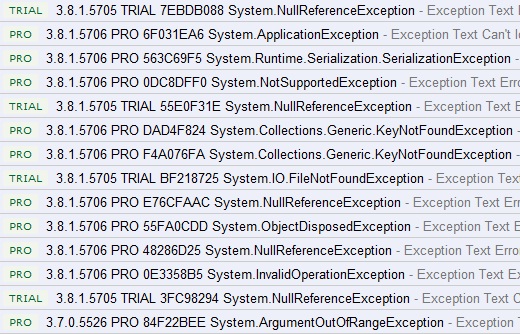 TRIAL 3.8.1.5705 TRIAL 7EBDB088 System.NullReferenceException - Exception Text
PRO 3.8.1.5706 PRO 6F031EA6 System.ApplicationException - Exception Text Can't
PRO 3.8.1.5706 PRO 563C69F5 System.Runtime.Serialization.SerializationException -
PRO 3.8.1.5706 PRO 0DC8DFF0 System.NotSupportedException - Exception Text Erro
TRIAL 3.8.1.5705 TRIAL 55E0F31E System.NullReferenceException - Exception Text
PRO 3.8.1.5706 PRO DAD4F824 System.Collections.Generic.KeyNotFoundException -
PRO 3.8.1.5706 PRO F4A076FA System.Collections.Generic.KeyNotFoundException -
TRIAL 3.8.1.5705 TRIAL BF218725 System.IO.FileNotFoundException - Exception Text
PRO 3.8.1.5706 PRO E76CFAAC System.NullReferenceException - Exception Text Erro
PRO 3.8.1.5706 PRO 55FA0CDD System.ObjectDisposedException - Exception Text Er
PRO 3.8.1.5706 PRO 48286D25 System.NullReferenceException - Exception Text Erro
PRO 3.8.1.5706 PRO 0E3358B5 System.InvalidOperationException - Exception Text Er
TRIAL 3.8.1.5705 TRIAL 3FC98294 System.NullReferenceException - Exception Text
PRO 3.7.0.5526 PRO 84F22BEE System.ArgumentOutOfRangeException - Exception